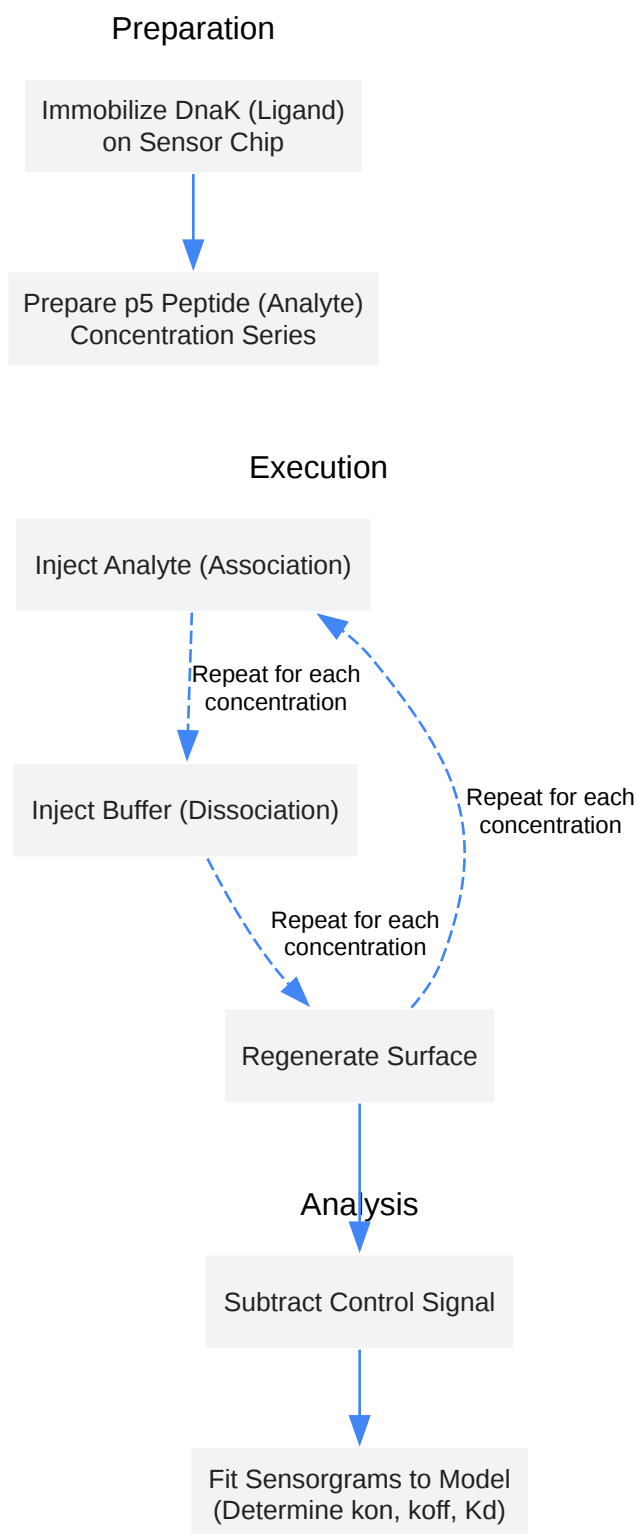 Preparation
Immobilize DnaK (Ligand)
on Sensor Chip
Prepare p5 Peptide (Analyte)
Concentration Series
Execution
Inject Analyte (Association)
Repeat for each
concentration
Inject Buffer (Dissociation)
Repeat for each
concentration
Repeat for each
concentration
Regenerate Surface
Analysis
Subtract Control Signal
Fit Sensorgrams to Model
(Determine kon, koff, Kd)